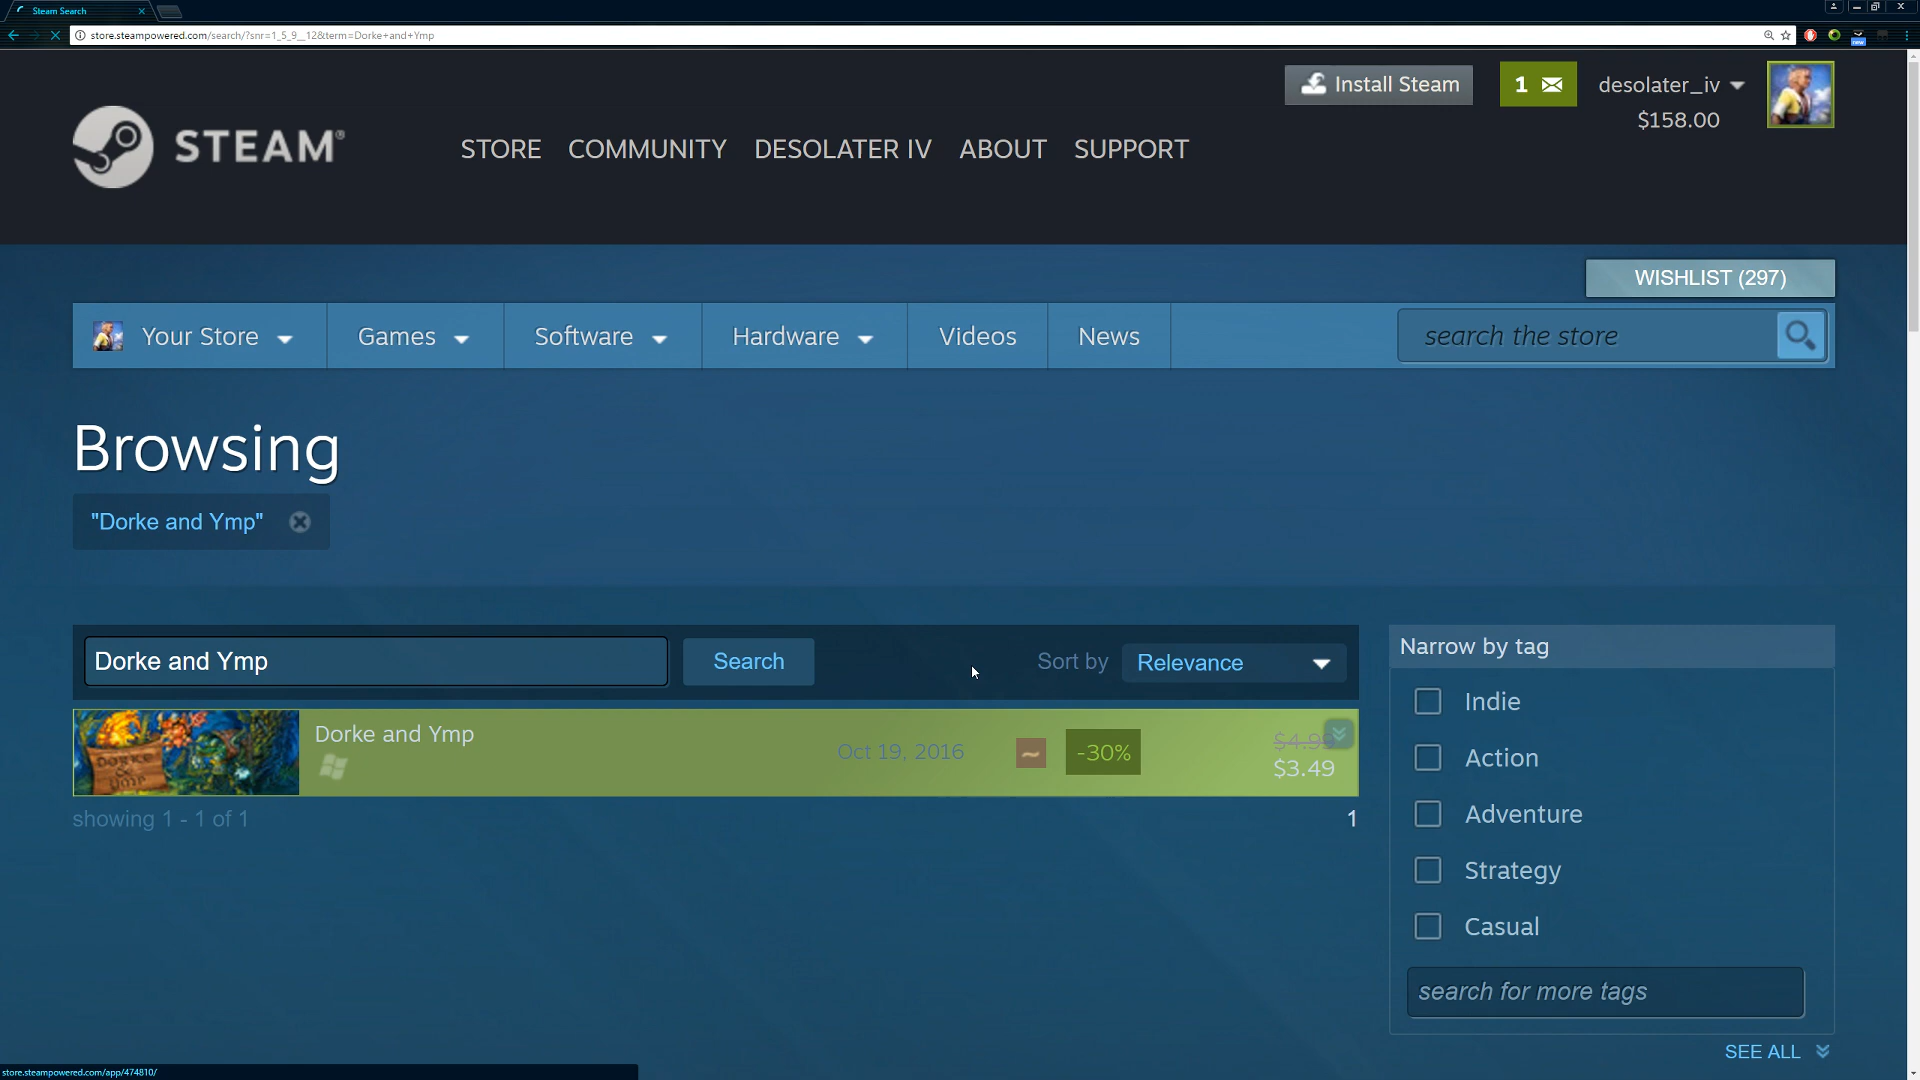 Steam Search
store.steampowered.com/search/?snr=1_5_9__12&term=Dorke+and+Ymp
Install Steam
1
desolater_iv
$158.00
STEAM®
STORE COMMUNITY DESOLATER IV ABOUT SUPPORT
WISHLIST (297)
Your Store
Games
Software
Hardware
Videos
News
search the store
Browsing
"Dorke and Ymp"
Dorke and Ymp
Search
Sort by
Relevance
DORKE & YMP
Dorke and Ymp
Oct 19, 2016
-30%
$4.99
$3.49
showing 1 - 1 of 1
1
Narrow by tag
Indie
Action
Adventure
Strategy
Casual
search for more tags
SEE ALL
store.steampowered.com/app/474810/